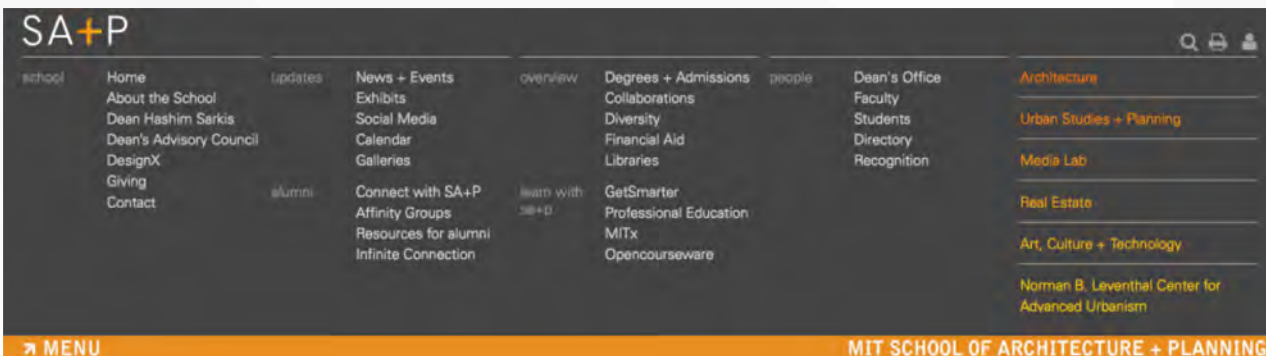 SA+P
school
Home
About the School
Dean Hashim Sarkis
Dean's Advisory Council
DesignX
Giving
Contact
updates
News + Events
Exhibits
Social Media
Calendar
Galleries
alumni
Connect with SA+P
Affinity Groups
Resources for alumni
Infinite Connection
overview
Degrees + Admissions
Collaborations
Diversity
Financial Aid
Libraries
learn with
sa+p
GetSmarter
Professional Education
MITx
Opencourseware
people
Dean's Office
Faculty
Students
Directory
Recognition
Architecture
Urban Studies + Planning
Media Lab
Real Estate
Art, Culture + Technology
Norman B. Leventhal Center for
Advanced Urbanism
MENU
MIT SCHOOL OF ARCHITECTURE + PLANNING